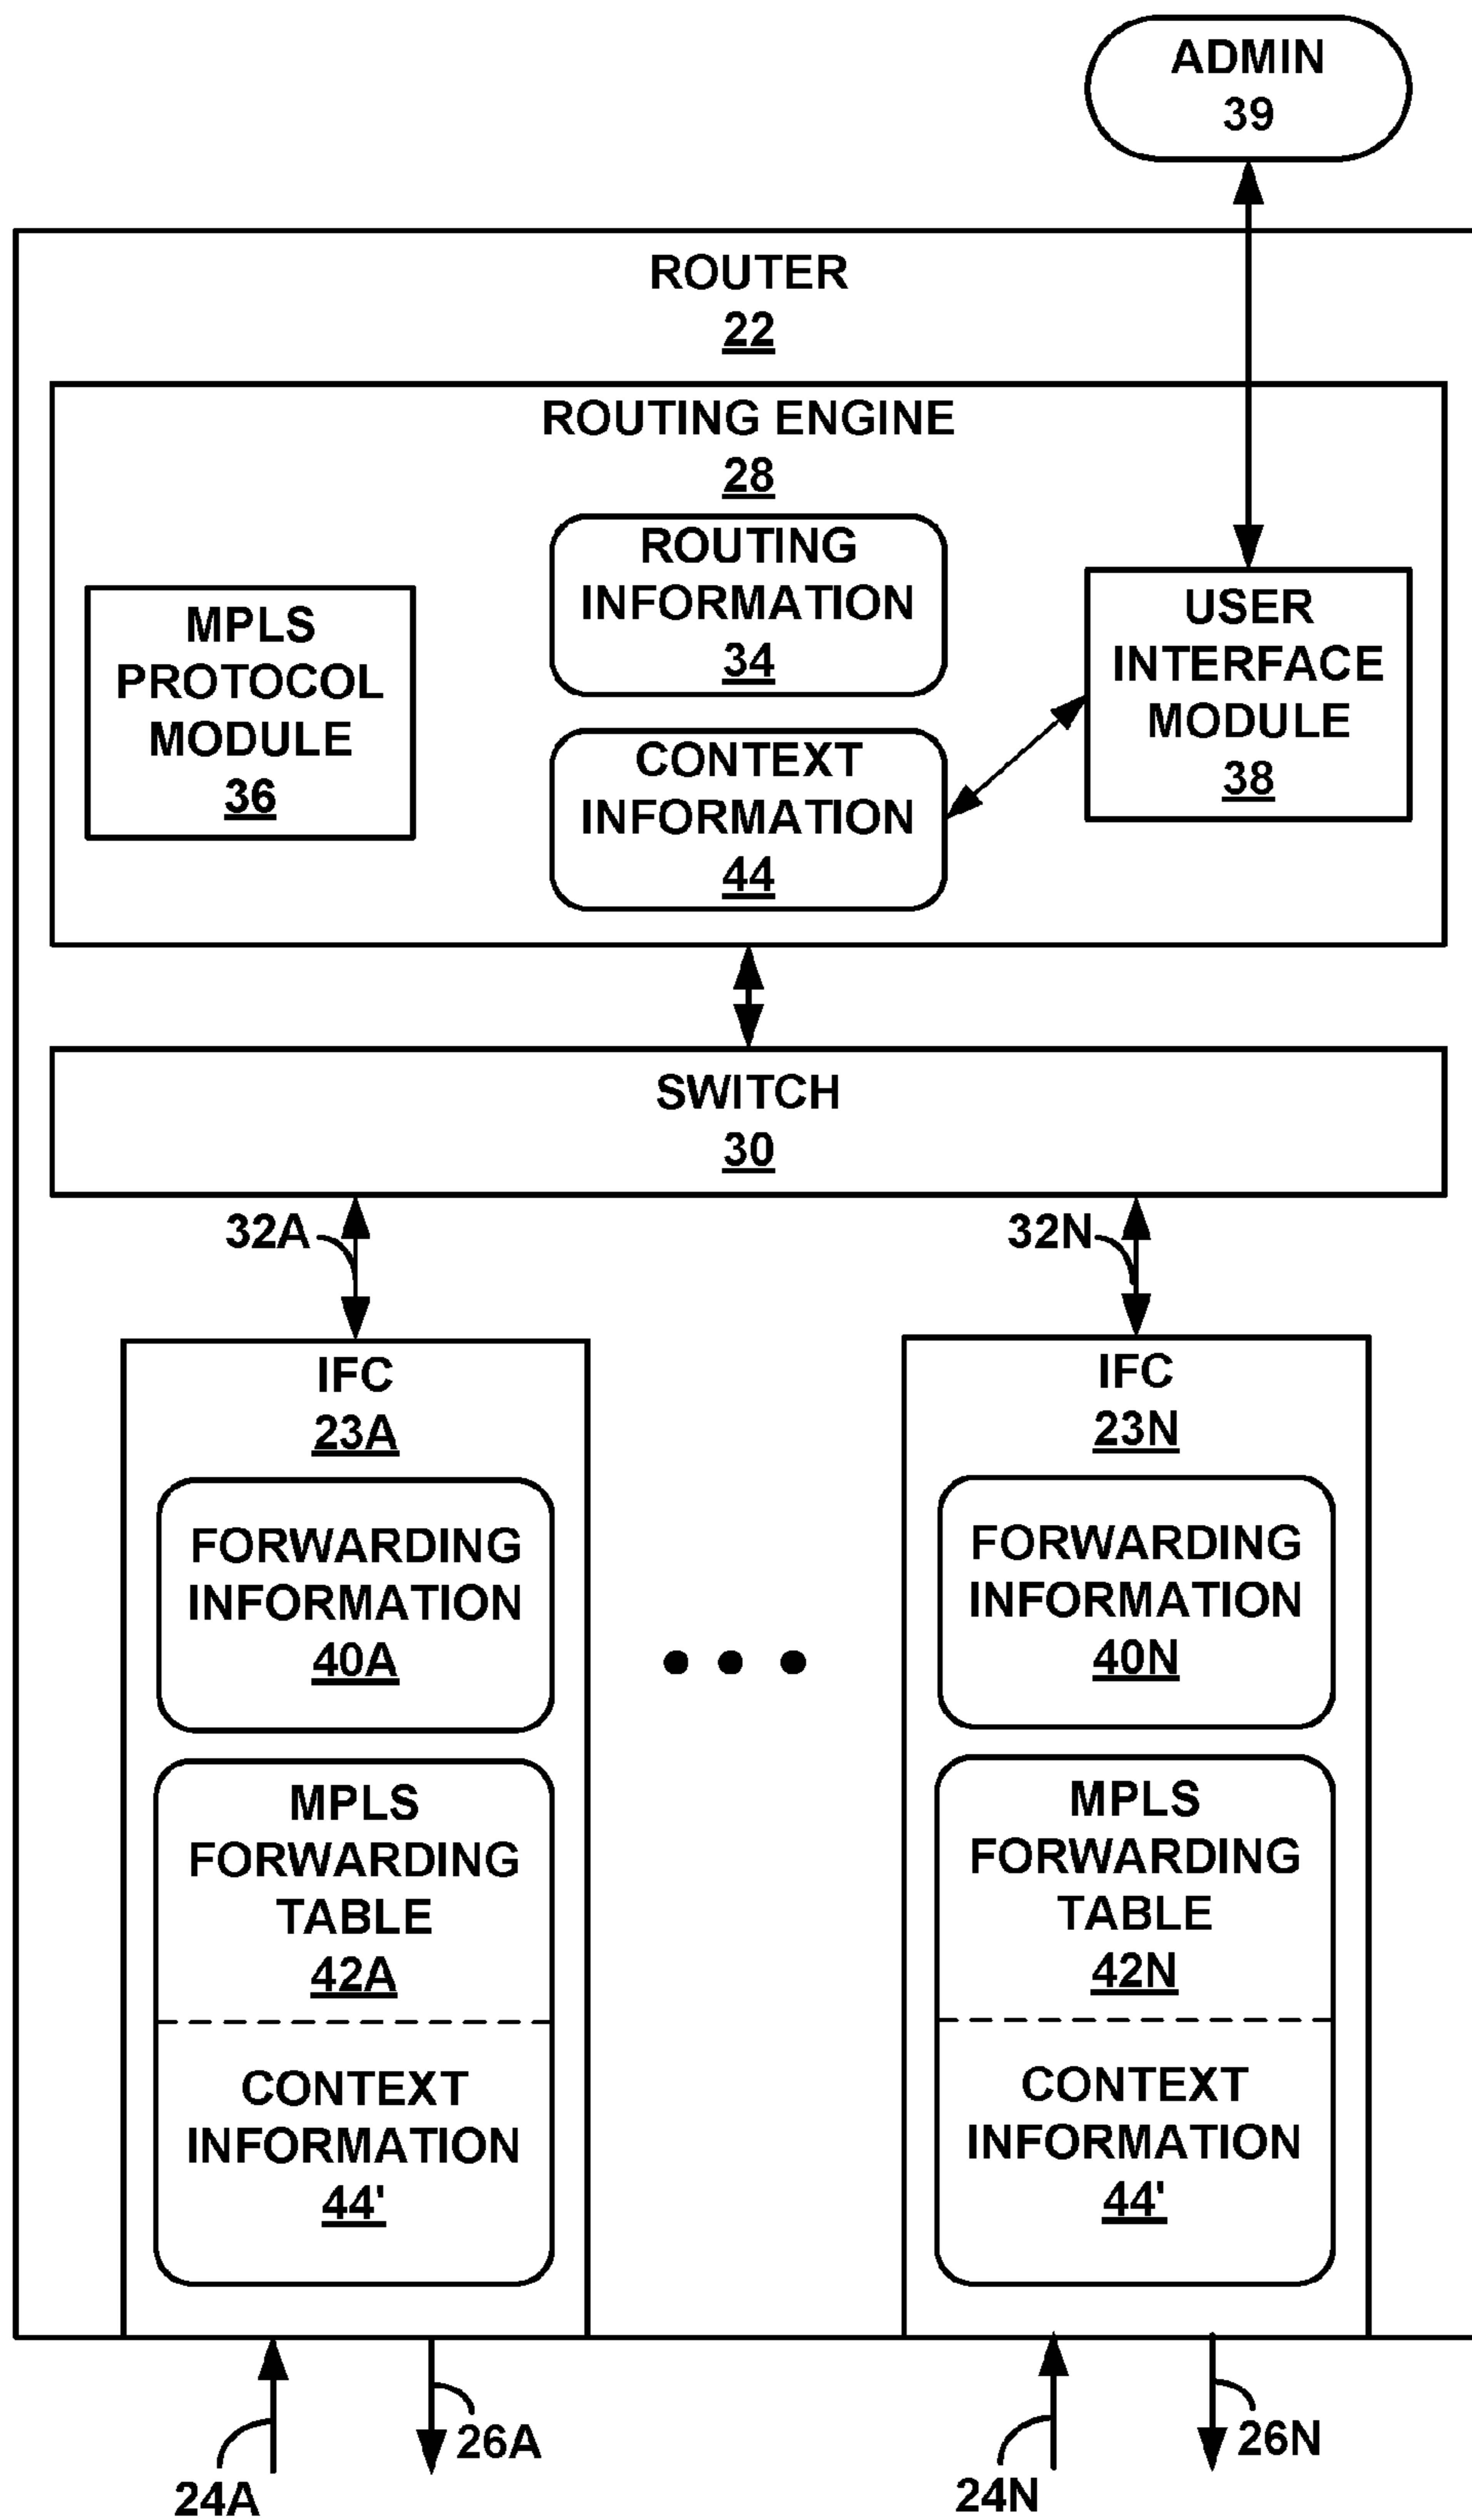 ADMIN
39
ROUTER
22
ROUTING ENGINE
28
ROUTING
INFORMATION
34
MPLS
PROTOCOL
MODULE
36
USER
INTERFACE
MODULE
38
CONTEXT
INFORMATION
44
SWITCH
30
32A
32N
IFC
23A
FORWARDING
INFORMATION
40A
MPLS
FORWARDING
TABLE
42A
CONTEXT
INFORMATION
44'
IFC
23N
FORWARDING
INFORMATION
40N
MPLS
FORWARDING
TABLE
42N
CONTEXT
INFORMATION
44'
24A
26A
24N
26N